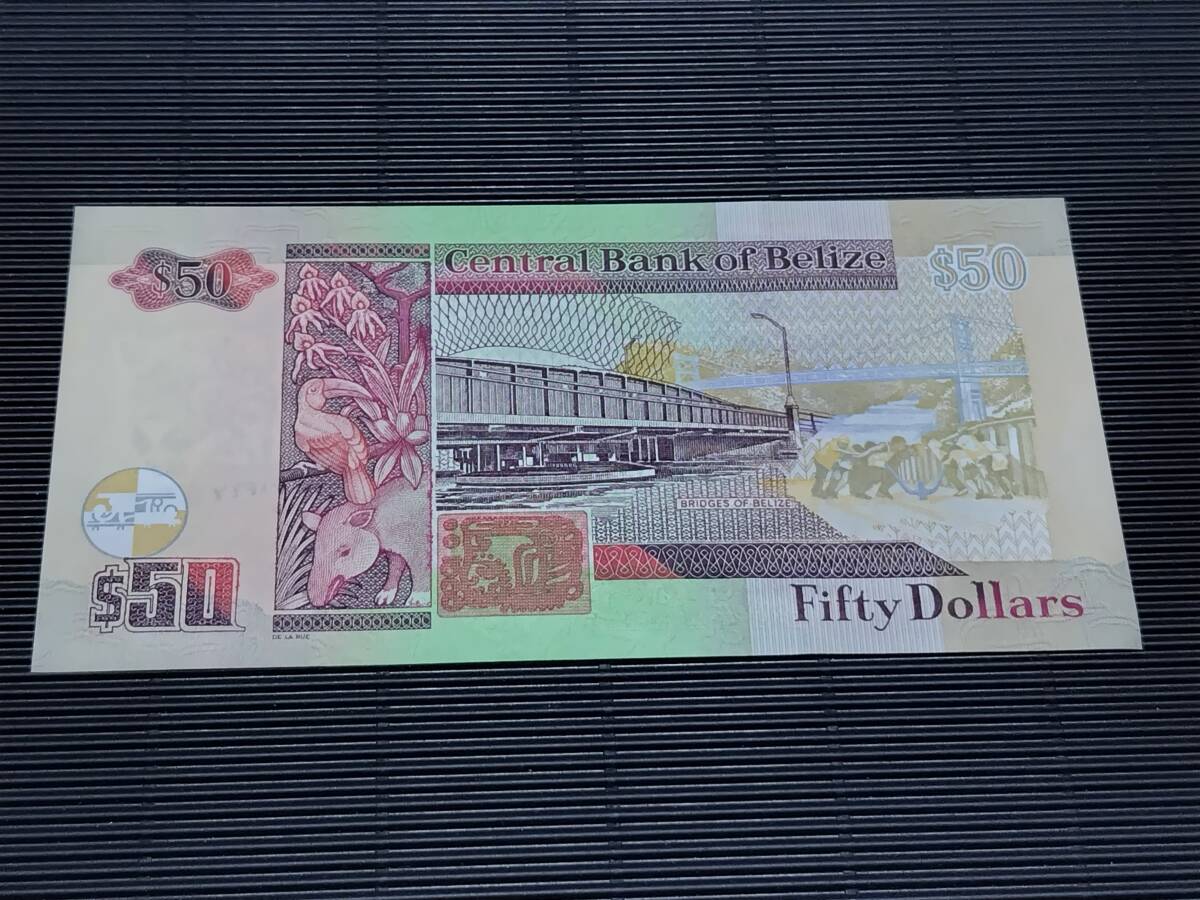 Central Bank of Belize
$50
$50
BRIDGES OF BELIZE
$50
Fifty Dollars
DE LA RUE